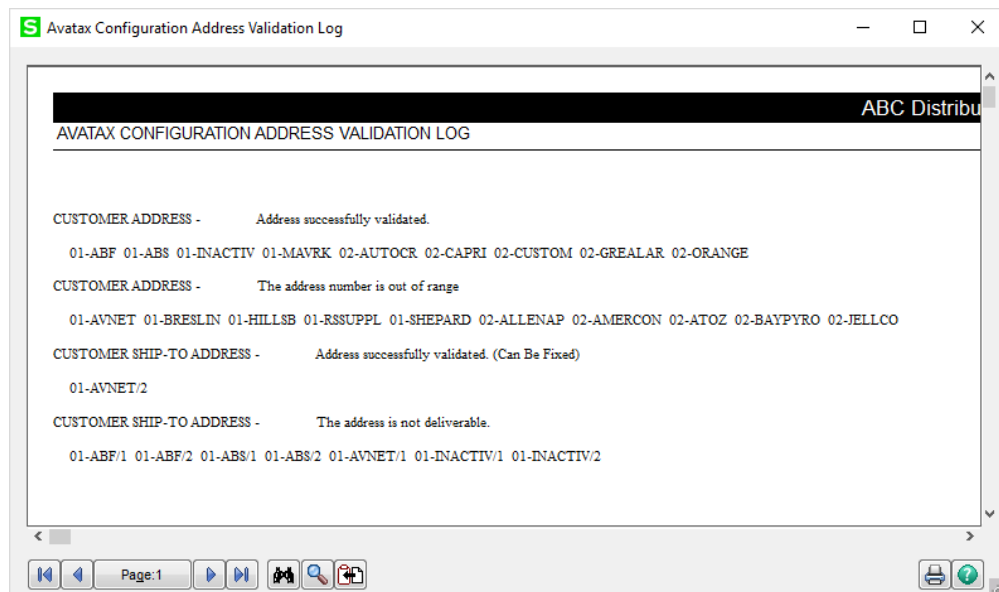 S Avatax Configuration Address Validation Log
ABC Distribu
AVATAX CONFIGURATION ADDRESS VALIDATION LOG
CUSTOMER ADDRESS - Address successfully validated.
01-ABF 01-ABS 01-INACTIV 01-MAVRK 02-AUTOCR 02-CAPRI 02-CUSTOM 02-GREALAR 02-ORANGE
CUSTOMER ADDRESS - The address number is out of range
01-AVNET 01-BRESLIN 01-HILLSB 01-RSSUPPL 01-SHEPARD 02-ALLENAP 02-AMERCON 02-ATOZ 02-BAYPYRO 02-JELLCO
CUSTOMER SHIP-TO ADDRESS - Address successfully validated. (Can Be Fixed)
01-AVNET/2
CUSTOMER SHIP-TO ADDRESS - The address is not deliverable.
01-ABF/1 01-ABF/2 01-ABS/1 01-ABS/2 01-AVNET/1 01-INACTIV/1 01-INACTIV/2
Page:1